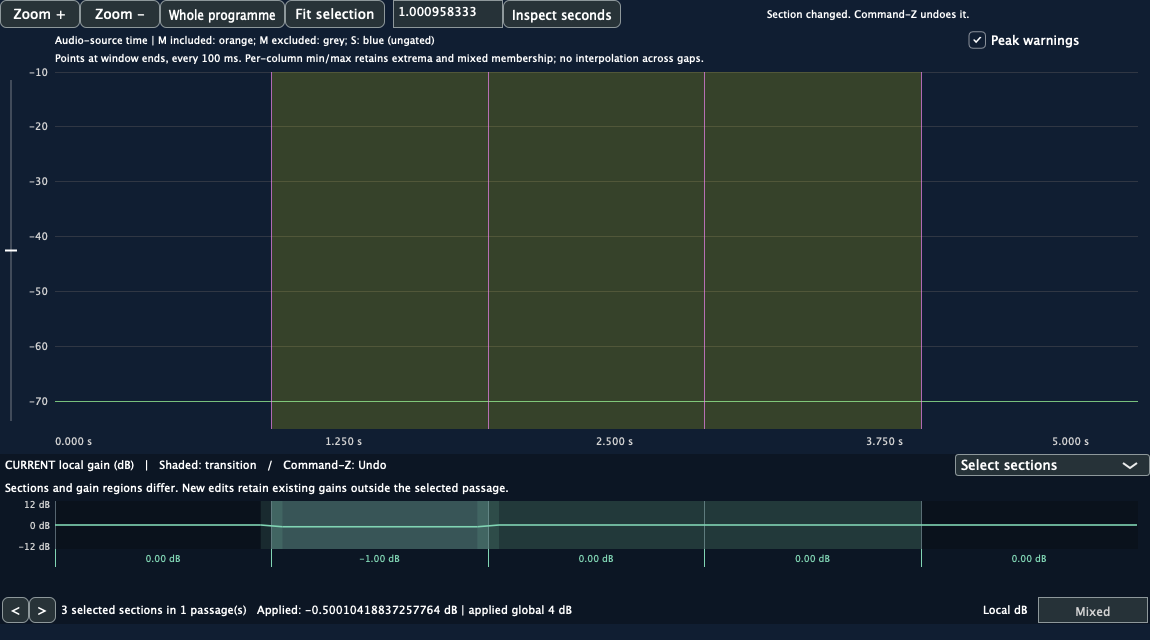 Zoom + Zoom – Whole programme Fit selection 1.000958333 Inspect seconds Section changed. Command-Z undoes it.
Audio-source time | M included: orange; M excluded: grey; S: blue (ungated) Peak warnings
Points at window ends, every 100 ms. Per-column min/max retains extrema and mixed membership; no interpolation across gaps.
-10
-20
-30
-40
-50
-60
-70
0.000 s 1.250 s 2.500 s 3.750 s 5.000 s
CURRENT local gain (dB) | Shaded: transition / Command-Z: Undo Select sections
Sections and gain regions differ. New edits retain existing gains outside the selected passage.
12 dB
0 dB
-12 dB
0.00 dB -1.00 dB 0.00 dB 0.00 dB 0.00 dB
< > 3 selected sections in 1 passage(s) Applied: -0.50010418837257764 dB | applied global 4 dB Local dB Mixed